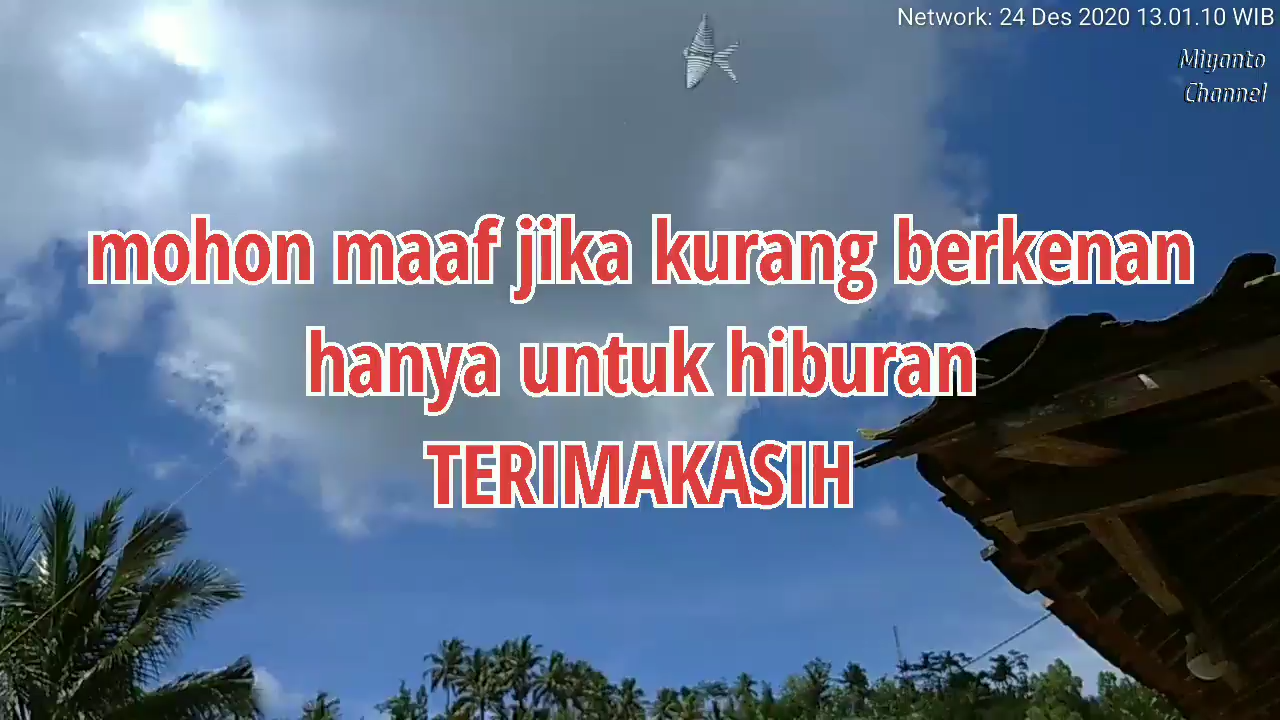 Network: 24 Des 2020 13.01.10 WIB
Miyanto
Channel
mohon maaf jika kurang berkenan
hanya untuk hiburan
TERIMAKASIH